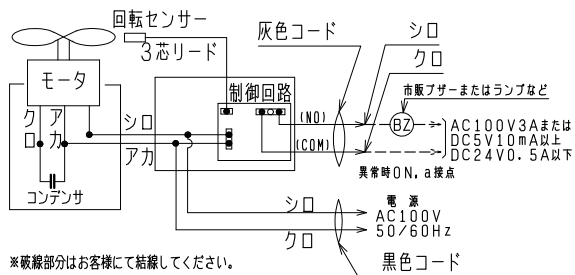 回転センサー
3芯リード
灰色コード
シロ
クロ
モータ
制御回路
市販ブザーまたはランプなど
クロ
アカ
シロ
アカ
(NO)
(COM)
BZ
AC100V3Aまたは
DC5V10mA以上
DC24V0.5A以下
異常時ON,a接点
コンデンサ
シロ
クロ
電源
AC100V
50/60Hz
黒色コード
※破線部分はお客様にて結線してください。